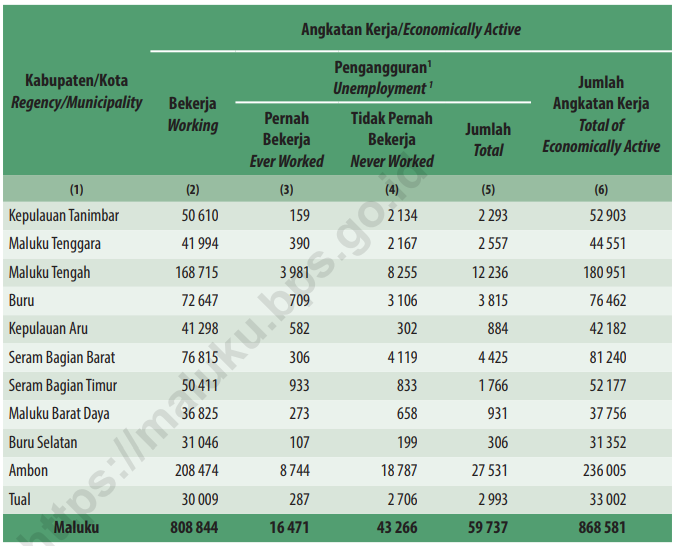 Angkatan Kerja/Economically Active
Kabupaten/Kota
Regency/Municipality
Bekerja
Working
Pengangguran¹
Unemployment ¹
Pernah
Bekerja
Ever Worked
Tidak Pernah
Bekerja
Never Worked
Jumlah
Total
Jumlah
Angkatan Kerja
Total of
Economically Active
(1) (2) (3) (4) (5) (6)
Kepulauan Tanimbar 50 610 159 2 134 2 293 52 903
Maluku Tenggara 41 994 390 2 167 2 557 44 551
Maluku Tengah 168 715 3 981 8 255 12 236 180 951
Buru 72 647 709 3 106 3 815 76 462
Kepulauan Aru 41 298 582 302 884 42 182
Seram Bagian Barat 76 815 306 4 119 4 425 81 240
Seram Bagian Timur 50 411 933 833 1 766 52 177
Maluku Barat Daya 36 825 273 658 931 37 756
Buru Selatan 31 046 107 199 306 31 352
Ambon 208 474 8 744 18 787 27 531 236 005
Tual 30 009 287 2 706 2 993 33 002
Maluku 808 844 16 471 43 266 59 737 868 581
https://maluku.bps.go.id